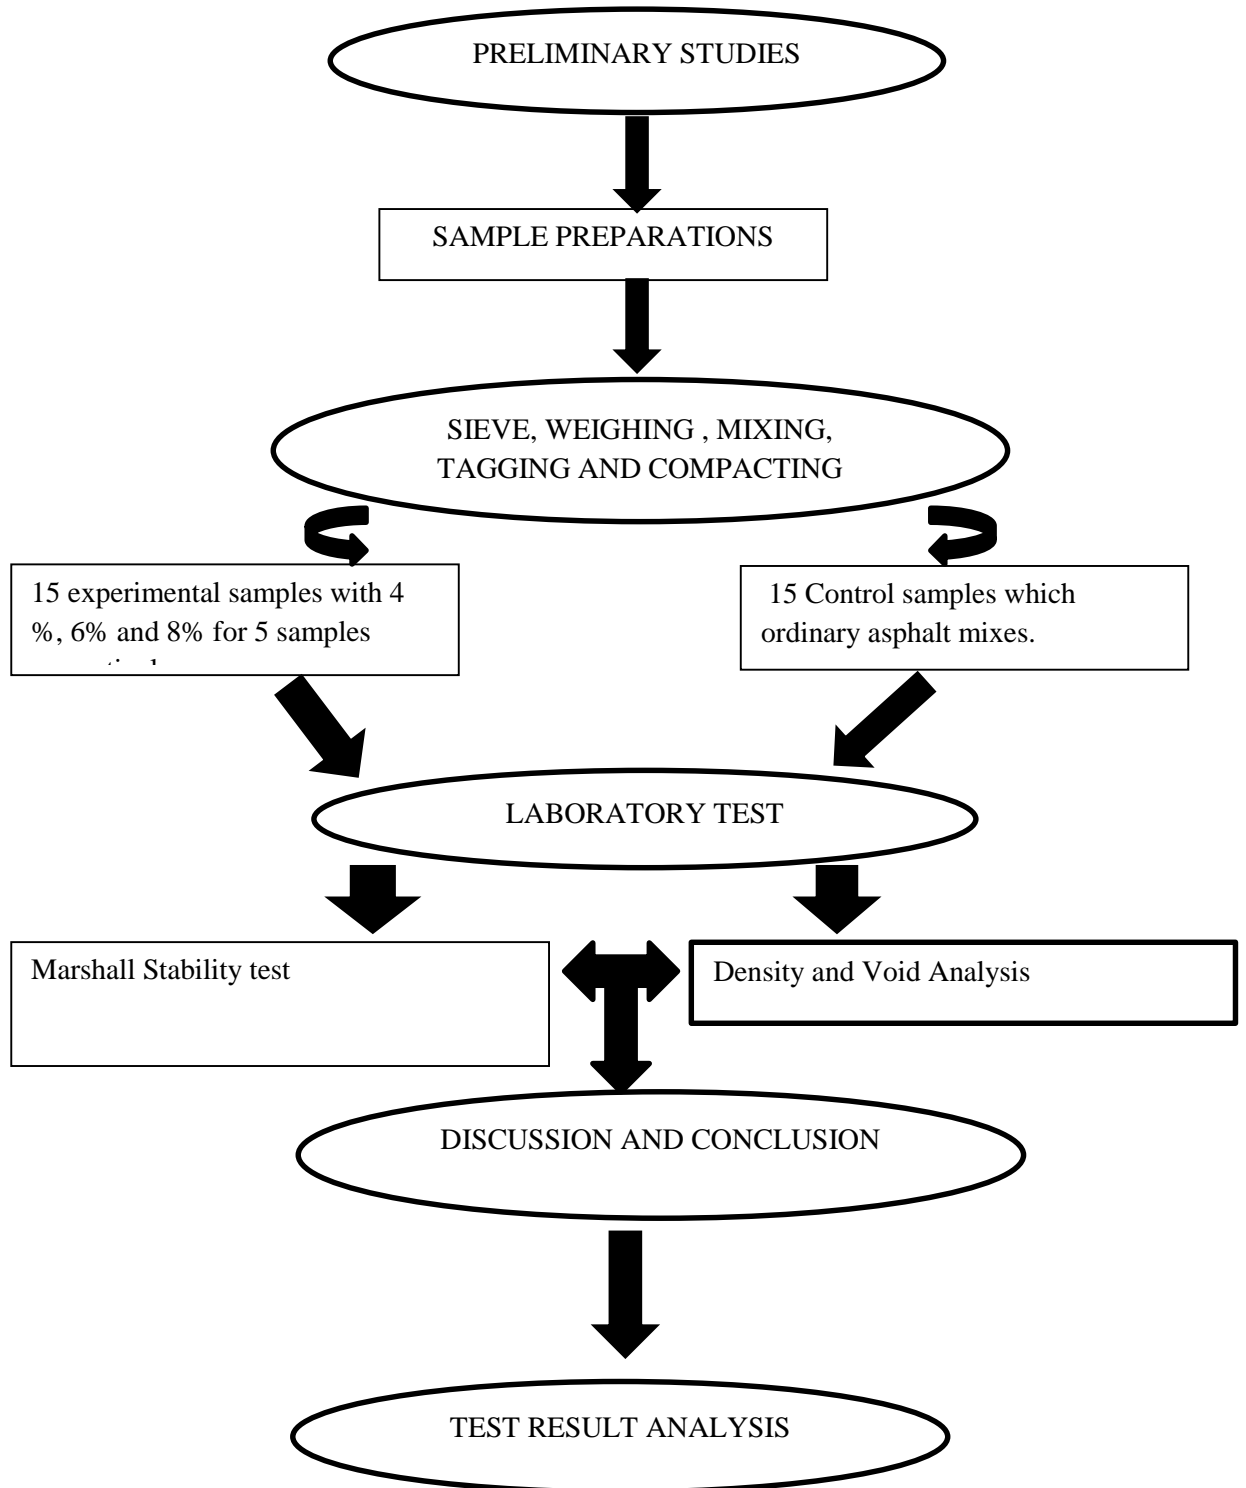 PRELIMINARY STUDIES
SAMPLE PREPARATIONS
SIEVE, WEIGHING , MIXING,
TAGGING AND COMPACTING
15 experimental samples with 4
%, 6% and 8% for 5 samples
15 Control samples which
ordinary asphalt mixes.
LABORATORY TEST
Marshall Stability test
Density and Void Analysis
DISCUSSION AND CONCLUSION
TEST RESULT ANALYSIS